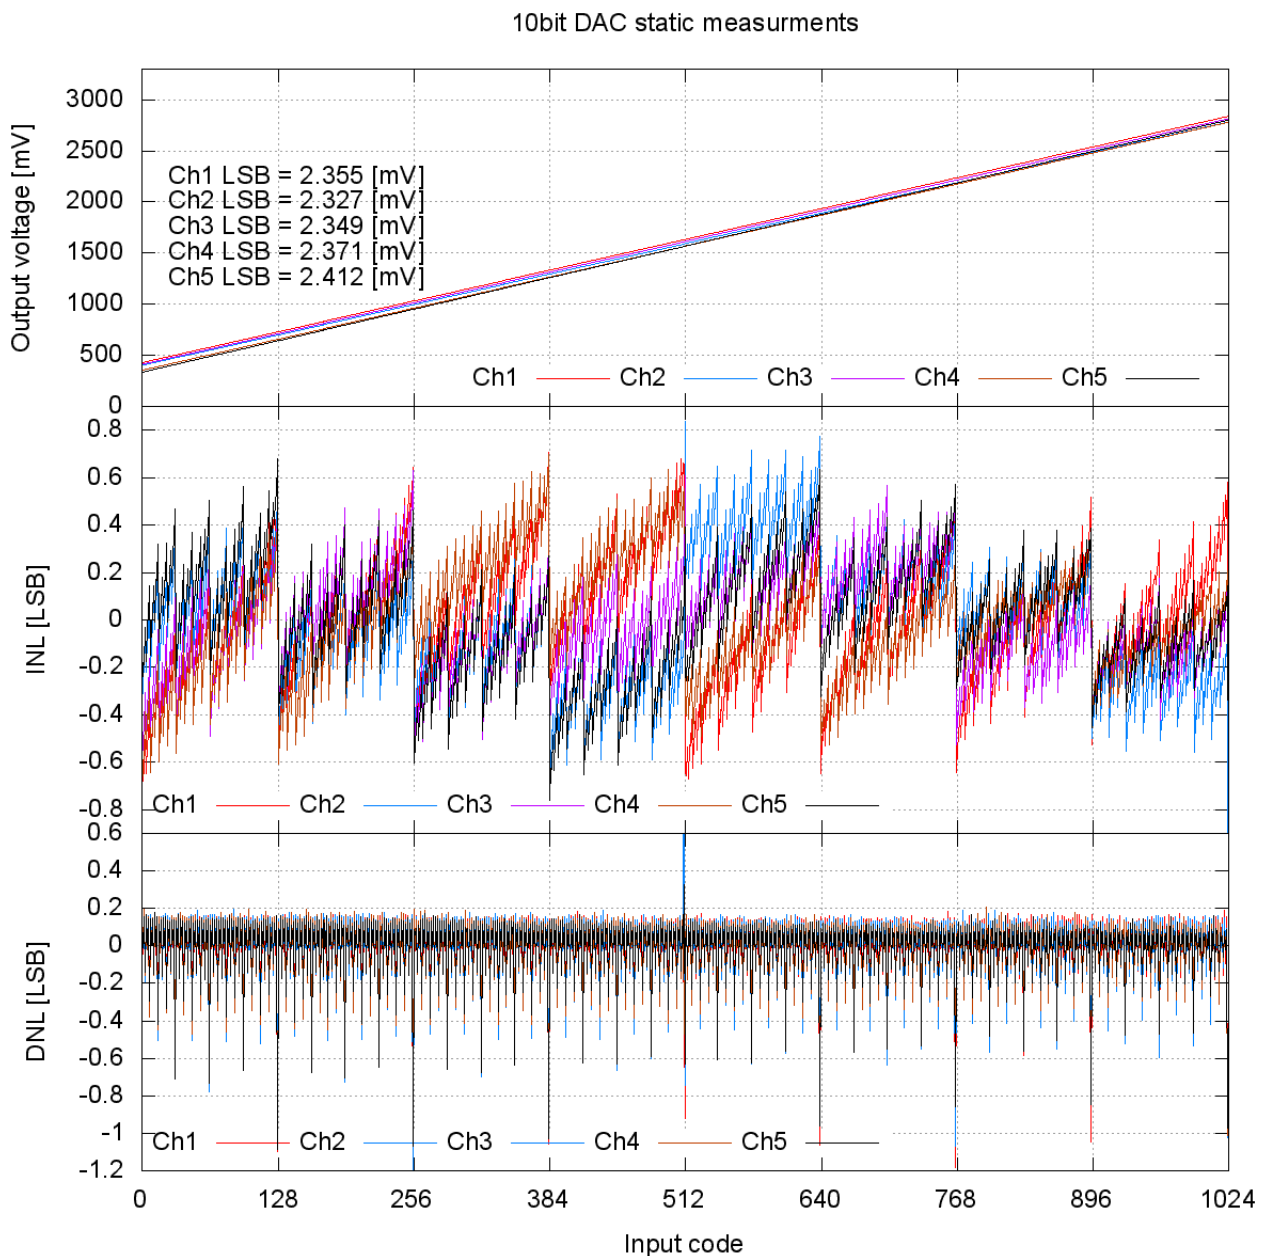 10bit DAC static measurments
Output voltage [mV]
3000
2500
2000
1500
1000
500
0
Ch1 LSB = 2.355 [mV]
Ch2 LSB = 2.327 [mV]
Ch3 LSB = 2.349 [mV]
Ch4 LSB = 2.371 [mV]
Ch5 LSB = 2.412 [mV]
Ch1 Ch2 Ch3 Ch4 Ch5
INL [LSB]
0.8
0.6
0.4
0.2
0
-0.2
-0.4
-0.6
-0.8
Ch1 Ch2 Ch3 Ch4 Ch5
DNL [LSB]
0.6
0.4
0.2
0
-0.2
-0.4
-0.6
-0.8
-1
-1.2
Ch1 Ch2 Ch3 Ch4 Ch5
0 128 256 384 512 640 768 896 1024
Input code